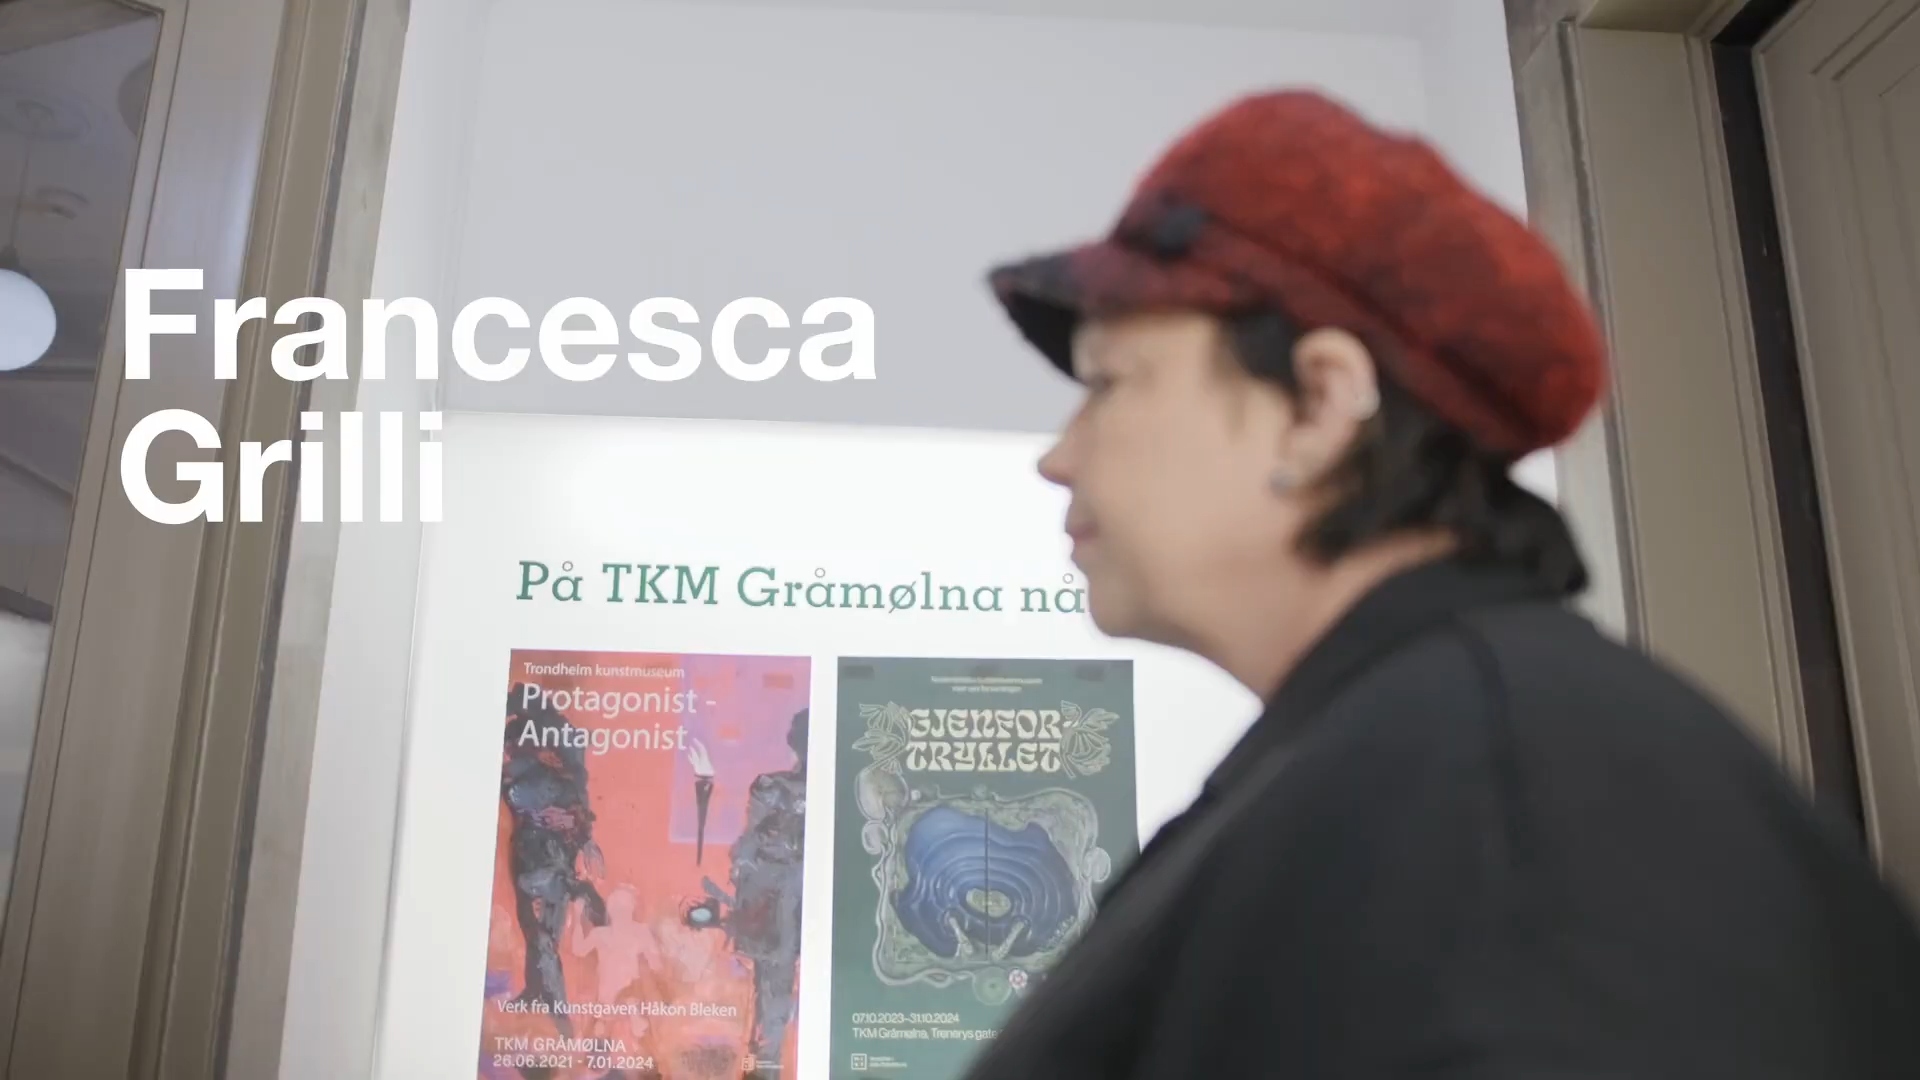 Francesca
Grilli
På TKM Gråmølna nå
Trondheim kunstmuseum
Protagonist -
Antagonist
Verk fra Kunstgaven Håkon Bleken
TKM GRÅMØLNA
26.06.2021 - 7.01.2024
GJENFOR-
TRYLLET
07.10.2023–31.10.2024
TKM Gråmølna, Trenerys gate